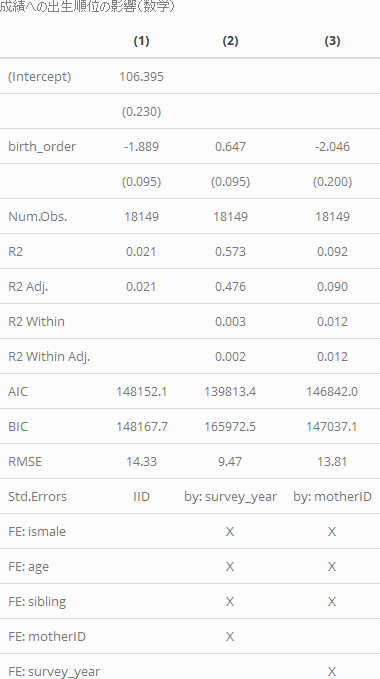 成績への出生順位の影響(数学)
(1) (2) (3)
(Intercept) 106.395
(0.230)
birth_order -1.889 0.647 -2.046
(0.095) (0.095) (0.200)
Num.Obs. 18149 18149 18149
R2 0.021 0.573 0.092
R2 Adj. 0.021 0.476 0.090
R2 Within 0.003 0.012
R2 Within Adj. 0.002 0.012
AIC 148152.1 139813.4 146842.0
BIC 148167.7 165972.5 147037.1
RMSE 14.33 9.47 13.81
Std.Errors IID by: survey_year by: motherID
FE: ismale X X
FE: age X X
FE: sibling X X
FE: motherID X
FE: survey_year X